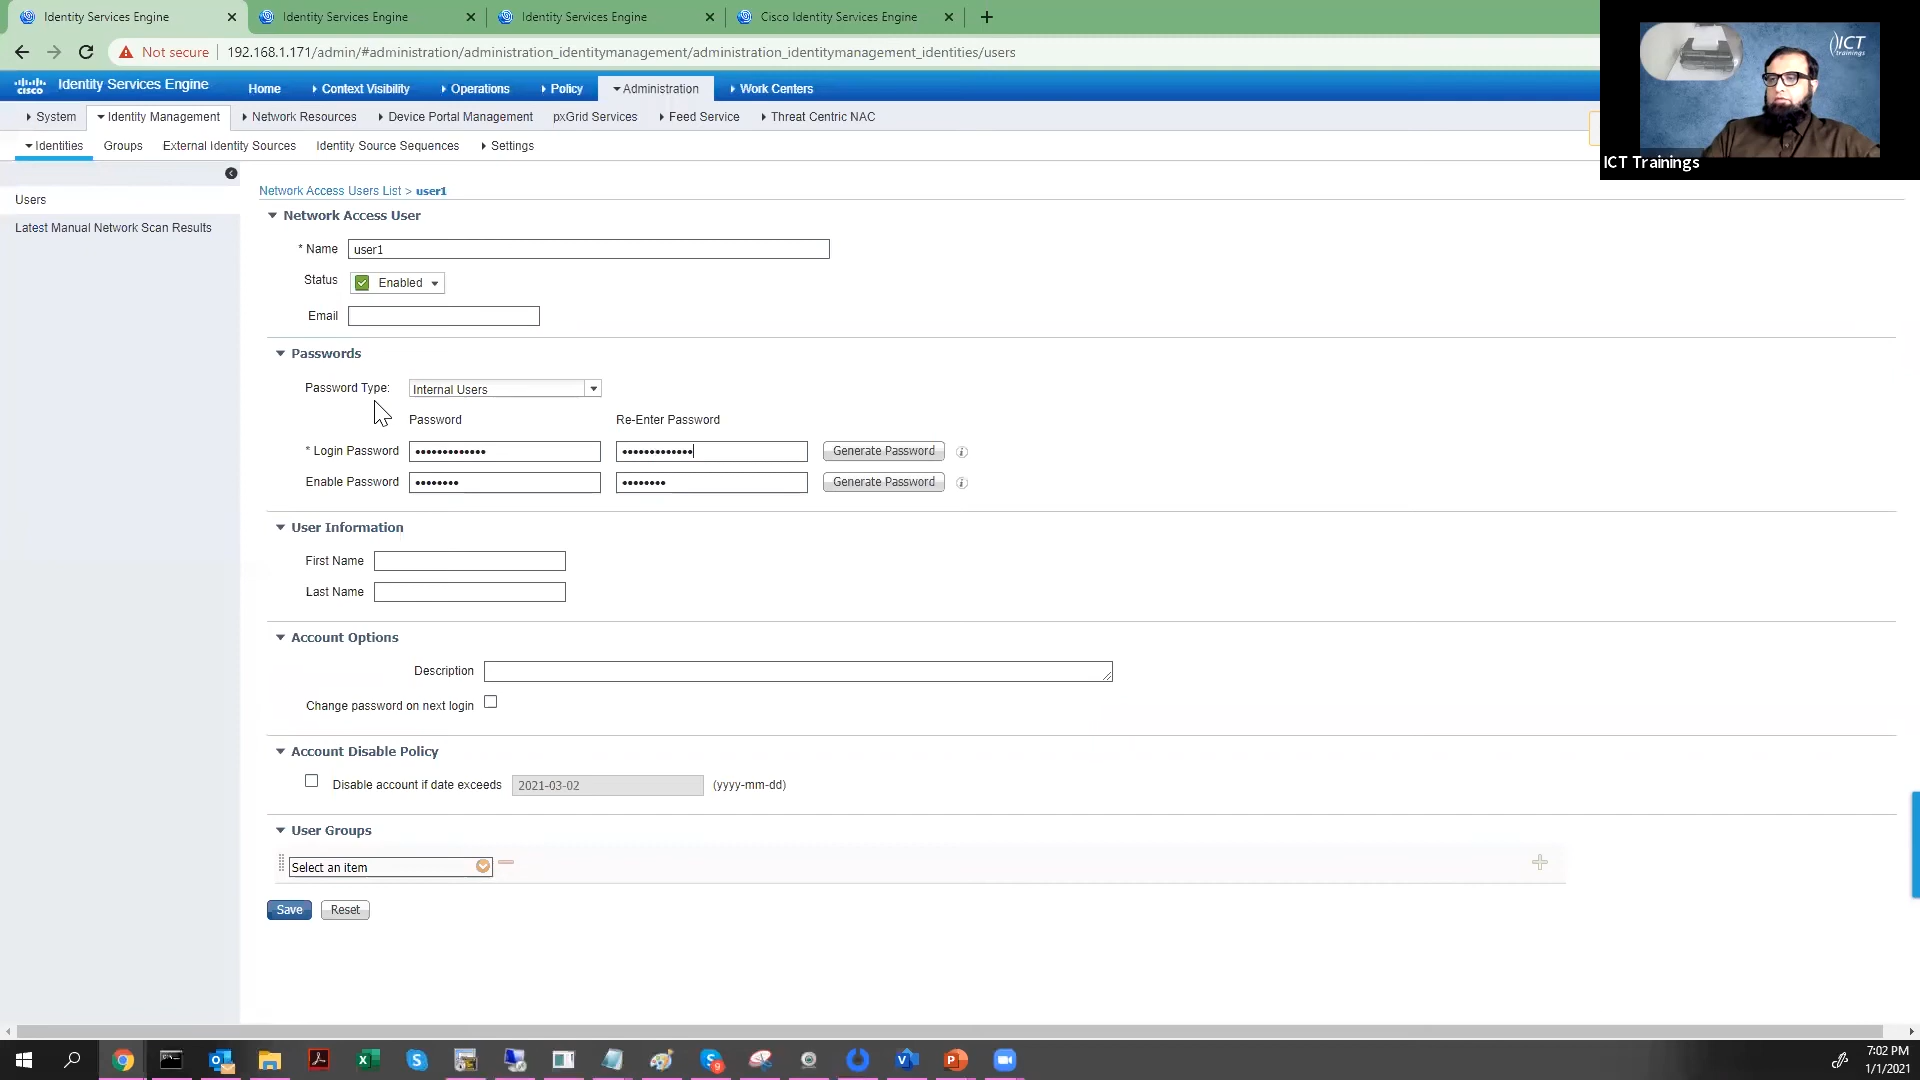 Identity Services Engine
Identity Services Engine
Identity Services Engine
Cisco Identity Services Engine
Not secure
192.168.1.171/admin/#administration/administration_identitymanagement/administration_identitymanagement_identities/users
cisco Identity Services Engine
Home
Context Visibility
Operations
Policy
Administration
Work Centers
System
Identity Management
Network Resources
Device Portal Management
pxGrid Services
Feed Service
Threat Centric NAC
Identities
Groups
External Identity Sources
Identity Source Sequences
Settings
ICT
trainings
ICT Trainings
Users
Latest Manual Network Scan Results
Network Access Users List > user1
Network Access User
* Name user1
Status Enabled
Email
Passwords
Password Type: Internal Users
Password Re-Enter Password
* Login Password ••••••••••••• ••••••••••••• Generate Password
Enable Password •••••••• •••••••• Generate Password
User Information
First Name
Last Name
Account Options
Description
Change password on next login
Account Disable Policy
Disable account if date exceeds 2021-03-02 (yyyy-mm-dd)
User Groups
Select an item
Save Reset
7:02 PM
1/1/2021